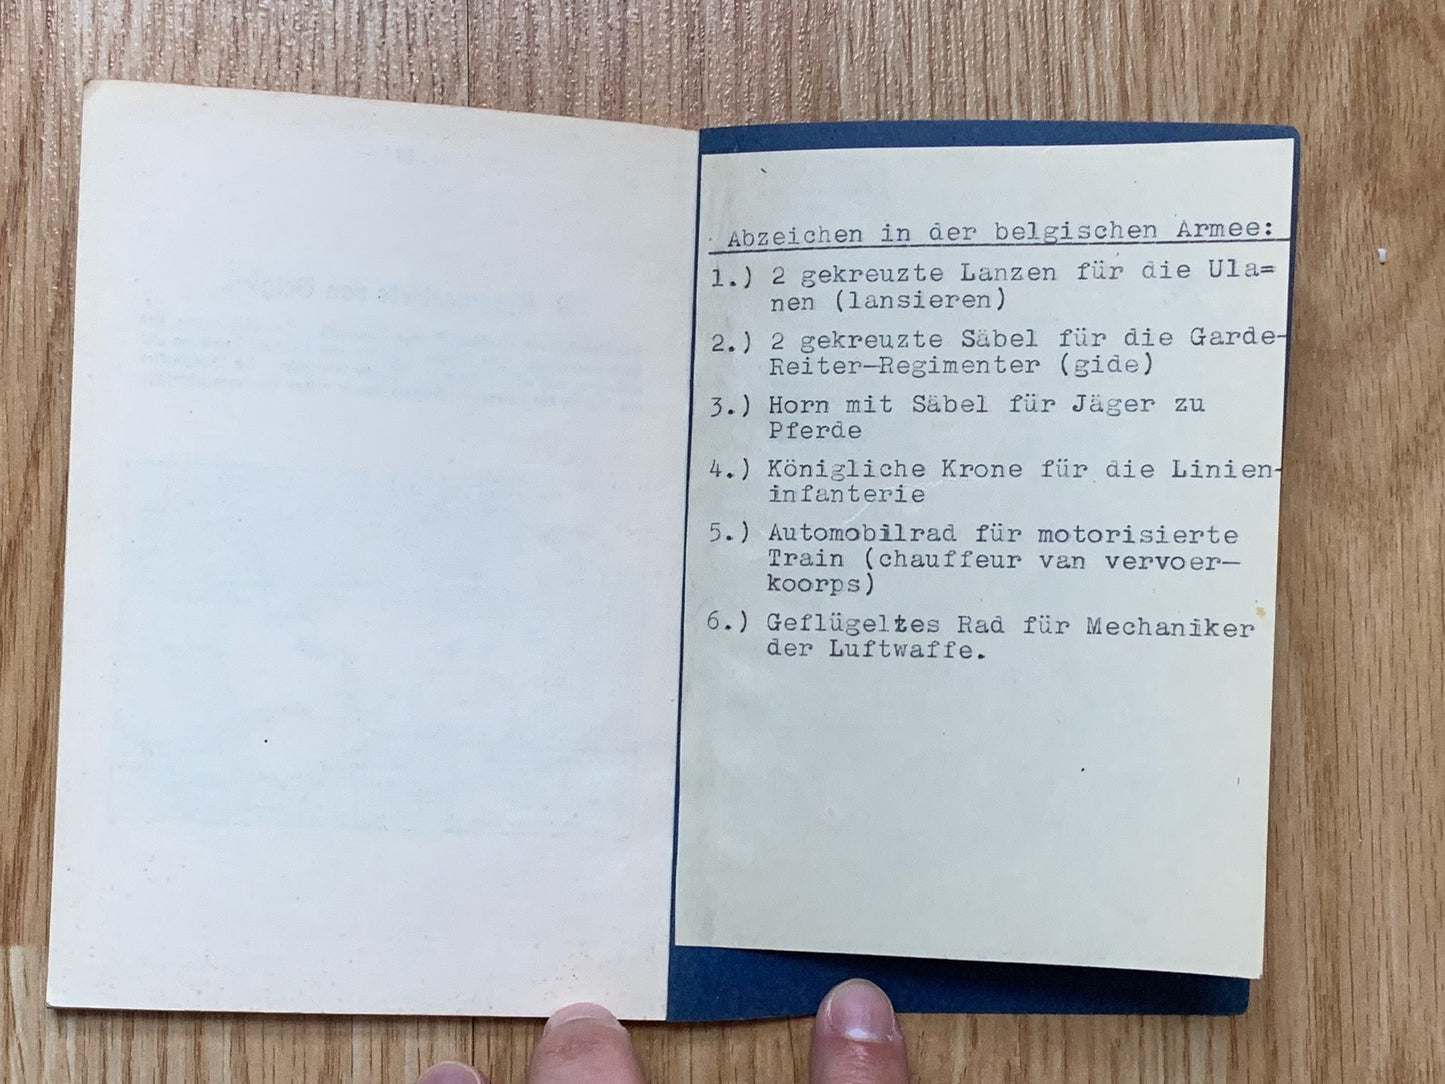 Abzeichen in der belgischen Armee:
1.) 2 gekreuzte Lanzen für die Ula=
nen (lansieren)
2.) 2 gekreuzte Säbel für die Garde-
Reiter-Regimenter (gide)
3.) Horn mit Säbel für Jäger zu
Pferde
4.) Königliche Krone für die Linien-
infanterie
5.) Automobilrad für motorisierte
Train (chauffeur van vervoer-
koorps)
6.) Geflügeltes Rad für Mechaniker
der Luftwaffe.